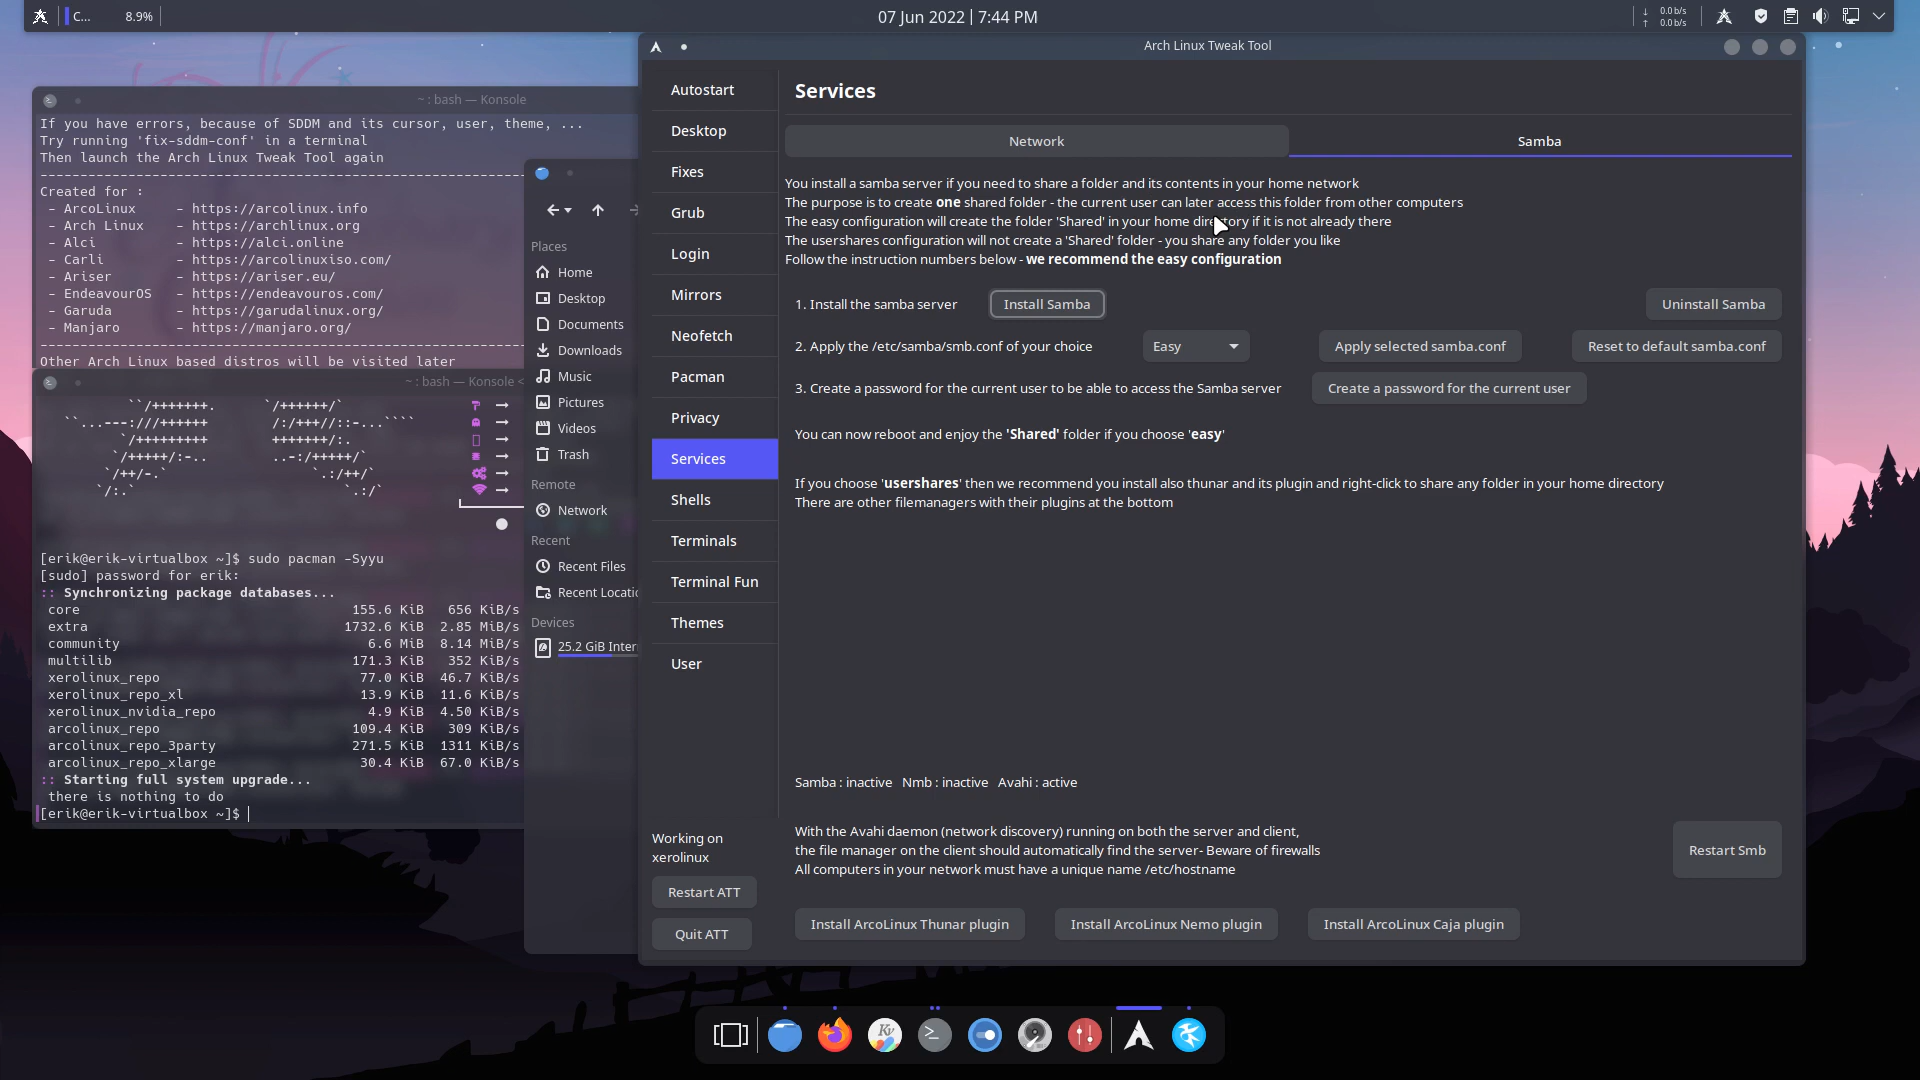 C... 8.9%
07 Jun 2022 | 7:44 PM
↓ 0.0 b/s
↑ 0.0 b/s
~ : bash — Konsole
If you have errors, because of SDDM and its cursor, user, theme, ...
Try running 'fix-sddm-conf' in a terminal
Then launch the Arch Linux Tweak Tool again
Created for :
- ArcoLinux - https://arcolinux.info
- Arch Linux - https://archlinux.org
- Alci - https://alci.online
- Carli - https://arcolinuxiso.com/
- Ariser - https://ariser.eu/
- EndeavourOS - https://endeavouros.com/
- Garuda - https://garudalinux.org/
- Manjaro - https://manjaro.org/
Other Arch Linux based distros will be visited later
~ : bash — Konsole <
``/+++++++. `/++++++/`
``...---:///++++++ /:/+++//::-...````
`/+++++++++ +++++++/:.
`/+++++/:-.. ..-:/+++++/`
`/++/-.` `.:/++/`
`/:.` `.:/`
[erik@erik-virtualbox ~]$ sudo pacman -Syyu
[sudo] password for erik:
:: Synchronizing package databases...
core 155.6 KiB 656 KiB/s
extra 1732.6 KiB 2.85 MiB/s
community 6.6 MiB 8.14 MiB/s
multilib 171.3 KiB 352 KiB/s
xerolinux_repo 77.0 KiB 46.7 KiB/s
xerolinux_repo_xl 13.9 KiB 11.6 KiB/s
xerolinux_nvidia_repo 4.9 KiB 4.50 KiB/s
arcolinux_repo 109.4 KiB 309 KiB/s
arcolinux_repo_3party 271.5 KiB 1311 KiB/s
arcolinux_repo_xlarge 30.4 KiB 67.0 KiB/s
:: Starting full system upgrade...
there is nothing to do
[erik@erik-virtualbox ~]$
Places
Home
Desktop
Documents
Downloads
Music
Pictures
Videos
Trash
Remote
Network
Recent
Recent Files
Recent Locatic
Devices
25.2 GiB Inter
Arch Linux Tweak Tool
Autostart
Desktop
Fixes
Grub
Login
Mirrors
Neofetch
Pacman
Privacy
Services
Shells
Terminals
Terminal Fun
Themes
User
Working on
xerolinux
Restart ATT
Quit ATT
Services
Network Samba
You install a samba server if you need to share a folder and its contents in your home network
The purpose is to create one shared folder - the current user can later access this folder from other computers
The easy configuration will create the folder 'Shared' in your home directory if it is not already there
The usershares configuration will not create a 'Shared' folder - you share any folder you like
Follow the instruction numbers below - we recommend the easy configuration
1. Install the samba server Install Samba Uninstall Samba
2. Apply the /etc/samba/smb.conf of your choice Easy Apply selected samba.conf Reset to default samba.conf
3. Create a password for the current user to be able to access the Samba server Create a password for the current user
You can now reboot and enjoy the 'Shared' folder if you choose 'easy'
If you choose 'usershares' then we recommend you install also thunar and its plugin and right-click to share any folder in your home directory
There are other filemanagers with their plugins at the bottom
Samba : inactive Nmb : inactive Avahi : active
With the Avahi daemon (network discovery) running on both the server and client,
the file manager on the client should automatically find the server- Beware of firewalls
All computers in your network must have a unique name /etc/hostname
Restart Smb
Install ArcoLinux Thunar plugin Install ArcoLinux Nemo plugin Install ArcoLinux Caja plugin
Kv